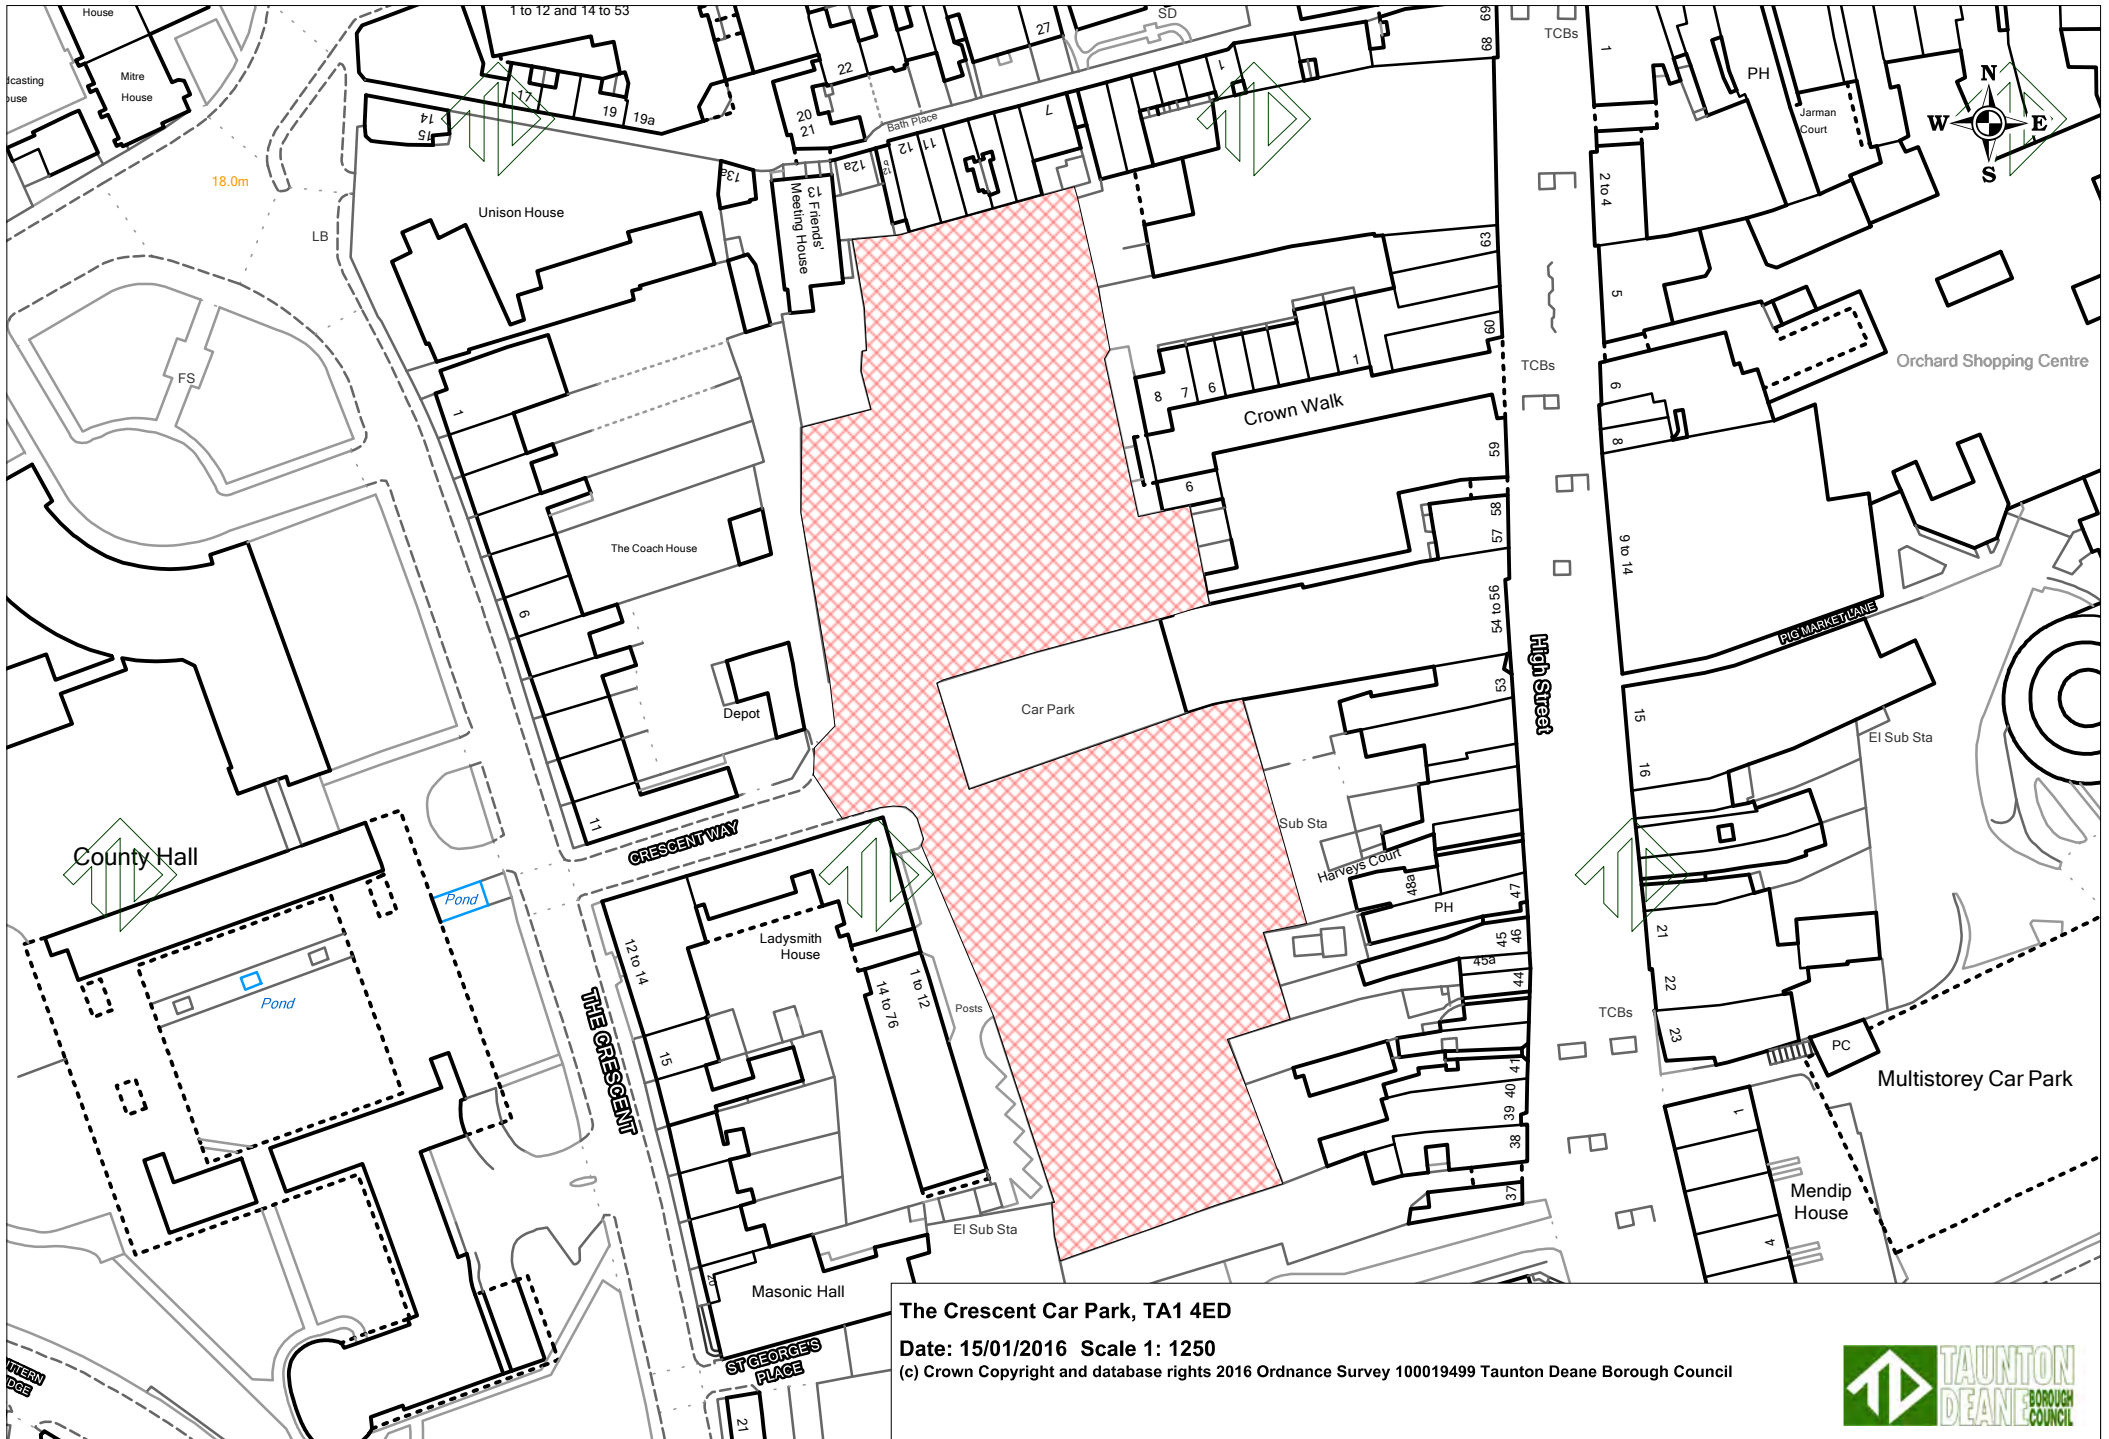 House
1 to 12 and 14 to 53
27
SD
69
68
TCBs
1
PH
N
W
E
S
Jarman
Court
Mitre
House
14
15
17
19
19a
22
20
21
Bath Place
7
1
12
11
12a
13a
13 Friends'
Meeting House
18.0m
LB
Unison House
2 to 4
63
5
60
TCBs
Orchard Shopping Centre
FS
1
8
7
6
1
Crown Walk
6
8
59
6
58
57
9 to 14
The Coach House
6
54 to 56
PIG MARKET LANE
High Street
53
Depot
Car Park
15
16
El Sub Sta
11
CRESCENT WAY
Sub Sta
Harveys Court
48a
47
PH
County Hall
Pond
Pond
12 to 14
Ladysmith
House
1 to 12
14 to 76
Posts
45
46
45a
44
21
22
23
TCBs
PC
THE CRESCENT
15
41
40
39
38
37
Multistorey Car Park
1
4
Mendip
House
El Sub Sta
20
Masonic Hall
ST GEORGE'S
PLACE
21
The Crescent Car Park, TA1 4ED
Date: 15/01/2016 Scale 1: 1250
(c) Crown Copyright and database rights 2016 Ordnance Survey 100019499 Taunton Deane Borough Council
TAUNTON
DEANE BOROUGH
COUNCIL